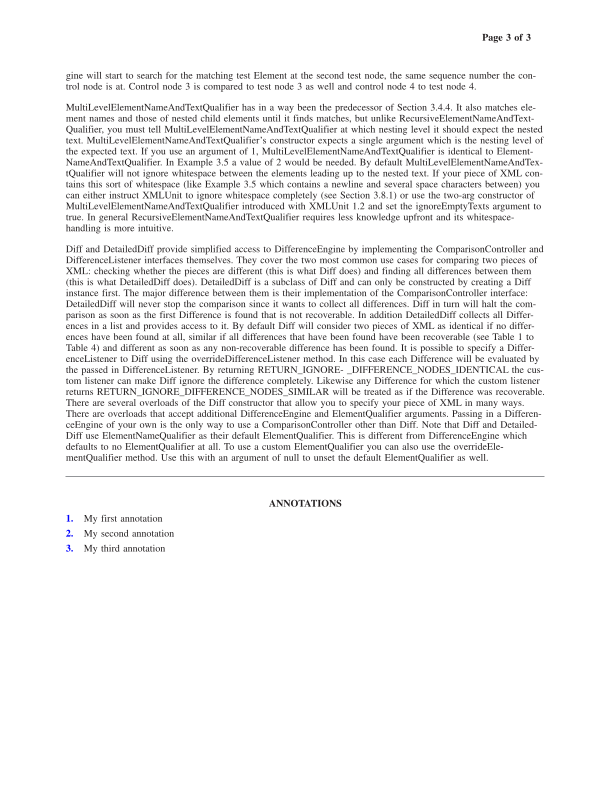 Page 3 of 3
gine will start to search for the matching test Element at the second test node, the same sequence number the con-
trol node is at. Control node 3 is compared to test node 3 as well and control node 4 to test node 4.
MultiLevelElementNameAndTextQualifier has in a way been the predecessor of Section 3.4.4. It also matches ele-
ment names and those of nested child elements until it finds matches, but unlike RecursiveElementNameAndText-
Qualifier, you must tell MultiLevelElementNameAndTextQualifier at which nesting level it should expect the nested
text. MultiLevelElementNameAndTextQualifier's constructor expects a single argument which is the nesting level of
the expected text. If you use an argument of 1, MultiLevelElementNameAndTextQualifier is identical to Element-
NameAndTextQualifier. In Example 3.5 a value of 2 would be needed. By default MultiLevelElementNameAndTex-
tQualifier will not ignore whitespace between the elements leading up to the nested text. If your piece of XML con-
tains this sort of whitespace (like Example 3.5 which contains a newline and several space characters between) you
can either instruct XMLUnit to ignore whitespace completely (see Section 3.8.1) or use the two-arg constructor of
MultiLevelElementNameAndTextQualifier introduced with XMLUnit 1.2 and set the ignoreEmptyTexts argument to
true. In general RecursiveElementNameAndTextQualifier requires less knowledge upfront and its whitespace-
handling is more intuitive.
Diff and DetailedDiff provide simplified access to DifferenceEngine by implementing the ComparisonController and
DifferenceListener interfaces themselves. They cover the two most common use cases for comparing two pieces of
XML: checking whether the pieces are different (this is what Diff does) and finding all differences between them
(this is what DetailedDiff does). DetailedDiff is a subclass of Diff and can only be constructed by creating a Diff
instance first. The major difference between them is their implementation of the ComparisonController interface:
DetailedDiff will never stop the comparison since it wants to collect all differences. Diff in turn will halt the com-
parison as soon as the first Difference is found that is not recoverable. In addition DetailedDiff collects all Differ-
ences in a list and provides access to it. By default Diff will consider two pieces of XML as identical if no differ-
ences have been found at all, similar if all differences that have been found have been recoverable (see Table 1 to
Table 4) and different as soon as any non-recoverable difference has been found. It is possible to specify a Differ-
enceListener to Diff using the overrideDifferenceListener method. In this case each Difference will be evaluated by
the passed in DifferenceListener. By returning RETURN_IGNORE- _DIFFERENCE_NODES_IDENTICAL the cus-
tom listener can make Diff ignore the difference completely. Likewise any Difference for which the custom listener
returns RETURN_IGNORE_DIFFERENCE_NODES_SIMILAR will be treated as if the Difference was recoverable.
There are several overloads of the Diff constructor that allow you to specify your piece of XML in many ways.
There are overloads that accept additional DifferenceEngine and ElementQualifier arguments. Passing in a Differen-
ceEngine of your own is the only way to use a ComparisonController other than Diff. Note that Diff and Detailed-
Diff use ElementNameQualifier as their default ElementQualifier. This is different from DifferenceEngine which
defaults to no ElementQualifier at all. To use a custom ElementQualifier you can also use the overrideEle-
mentQualifier method. Use this with an argument of null to unset the default ElementQualifier as well.
ANNOTATIONS
1. My first annotation
2. My second annotation
3. My third annotation